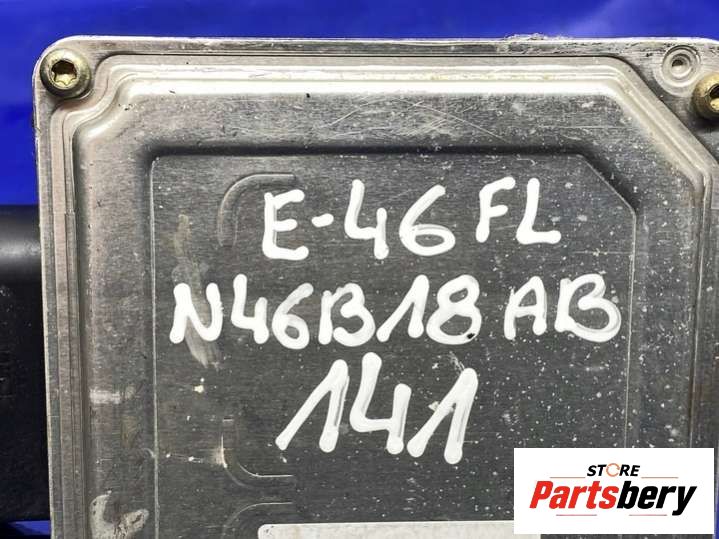 E-46 FL
N46B18 AB
141
STORE
Partsbery